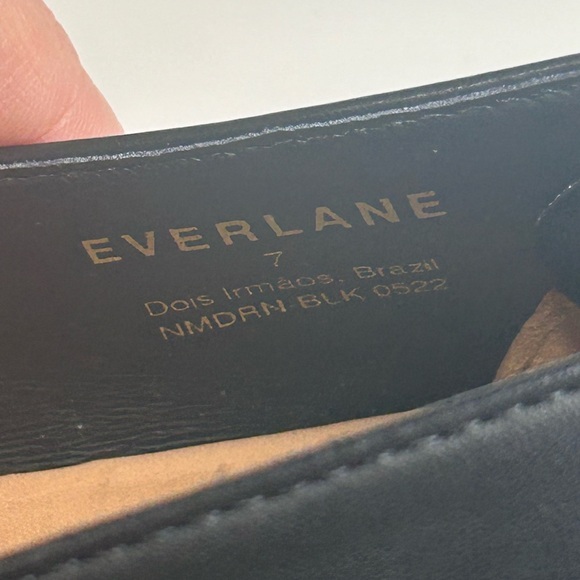 EVERLANE
7
Dois Irmãos, Brazil
NMDRN BLK 0522